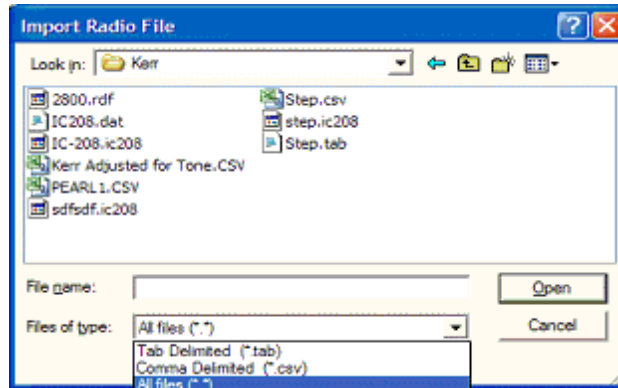 Import Radio File
Look in: Kerr
2800.rdf
IC208.dat
IC-208.ic208
Kerr Adjusted for Tone.CSV
PEARL1.CSV
sdfsdf.ic208
Step.csv
step.ic208
Step.tab
File name:
Open
Files of type: All files (*.*)
Cancel
Tab Delimited (*.tab)
Comma Delimited (*.csv)
All files (*.*)